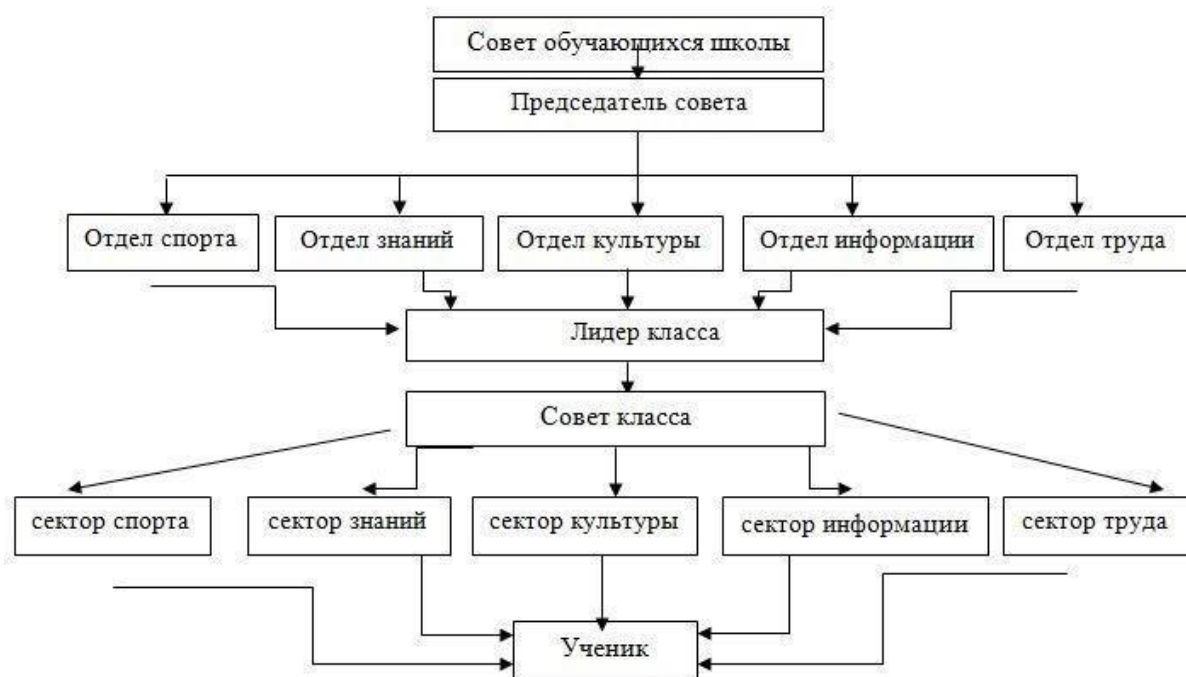 Совет обучающихся школы
Председатель совета
Отдел спорта
Отдел знаний
Отдел культуры
Отдел информации
Отдел труда
Лидер класса
Совет класса
сектор спорта
сектор знаний
сектор культуры
сектор информации
сектор труда
Ученик